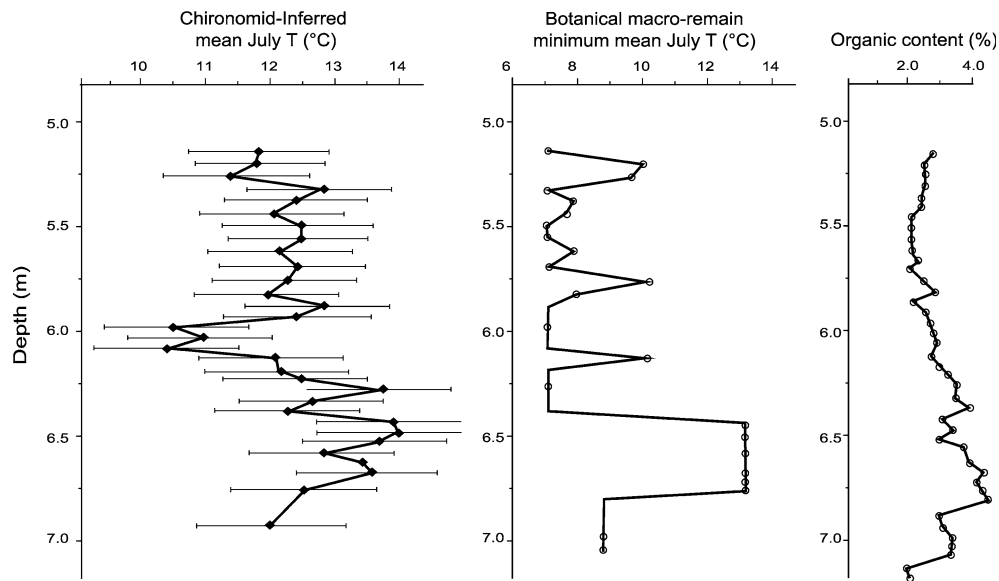 Chironomid-Inferred
mean July T (°C)
10 11 12 13 14
Botanical macro-remain
minimum mean July T (°C)
6 8 10 12 14
Organic content (%)
2.0 4.0
Depth (m)
5.0
5.5
6.0
6.5
7.0
5.0
5.5
6.0
6.5
7.0
5.0
5.5
6.0
6.5
7.0